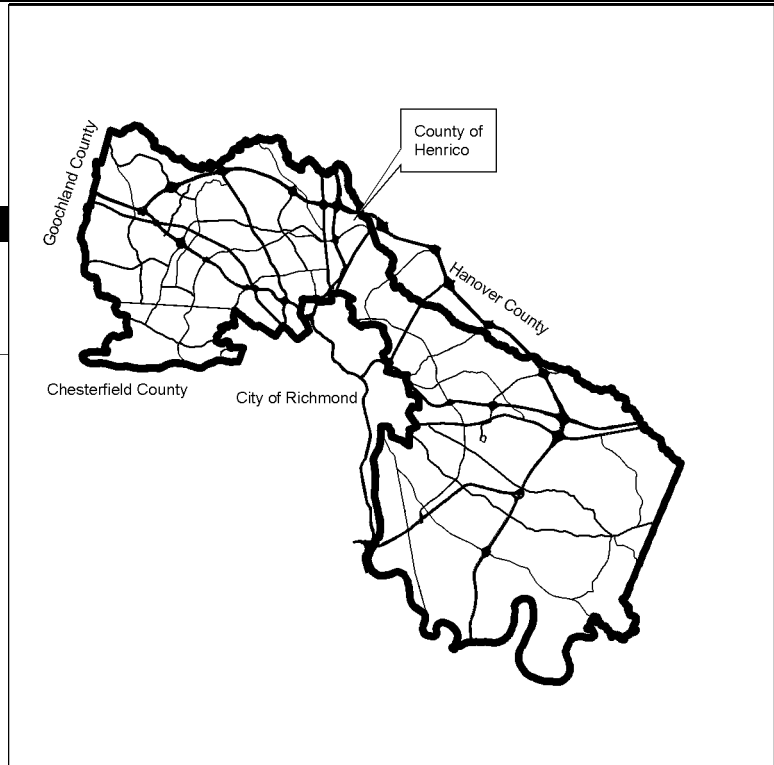 County of
Henrico
Goochland County
Hanover County
Chesterfield County
City of Richmond